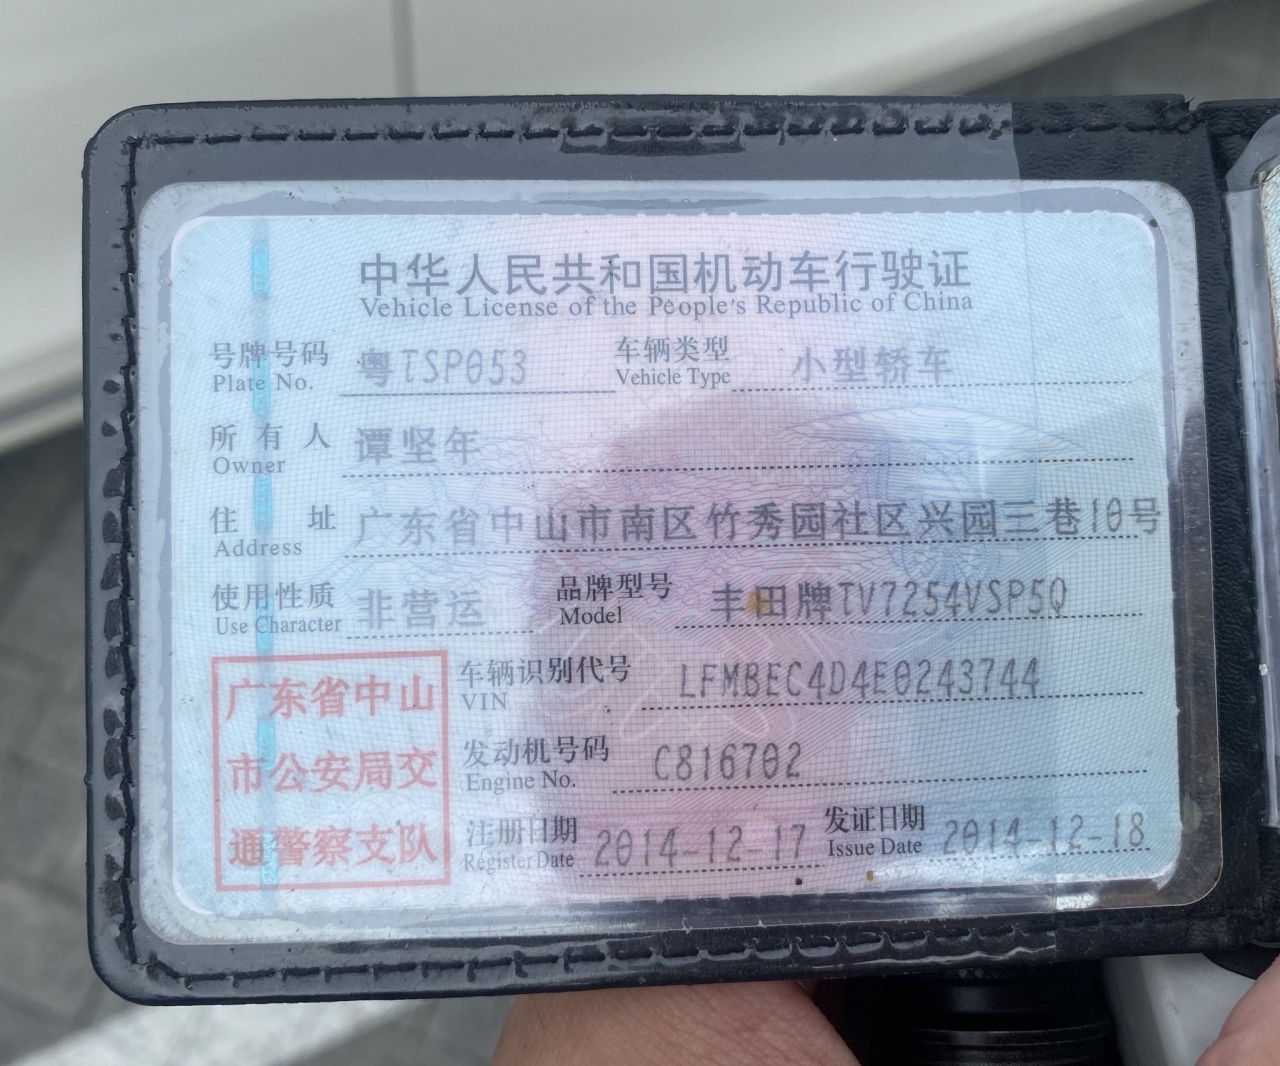 中华人民共和国机动车行驶证
Vehicle License of the People's Republic of China
号牌号码 粤TSP053 车辆类型 小型轿车
Plate No. Vehicle Type
所有人 谭坚年
Owner
住址 广东省中山市南区竹秀园社区兴园三巷10号
Address
使用性质 非营运 品牌型号 丰田牌TV7254VSP5Q
Use Character Model
广东省中山
市公安局交
通警察支队
车辆识别代号 LFMBEC4D4E0243744
VIN
发动机号码 C816702
Engine No.
注册日期 2014-12-17 发证日期 2014-12-18
Register Date Issue Date